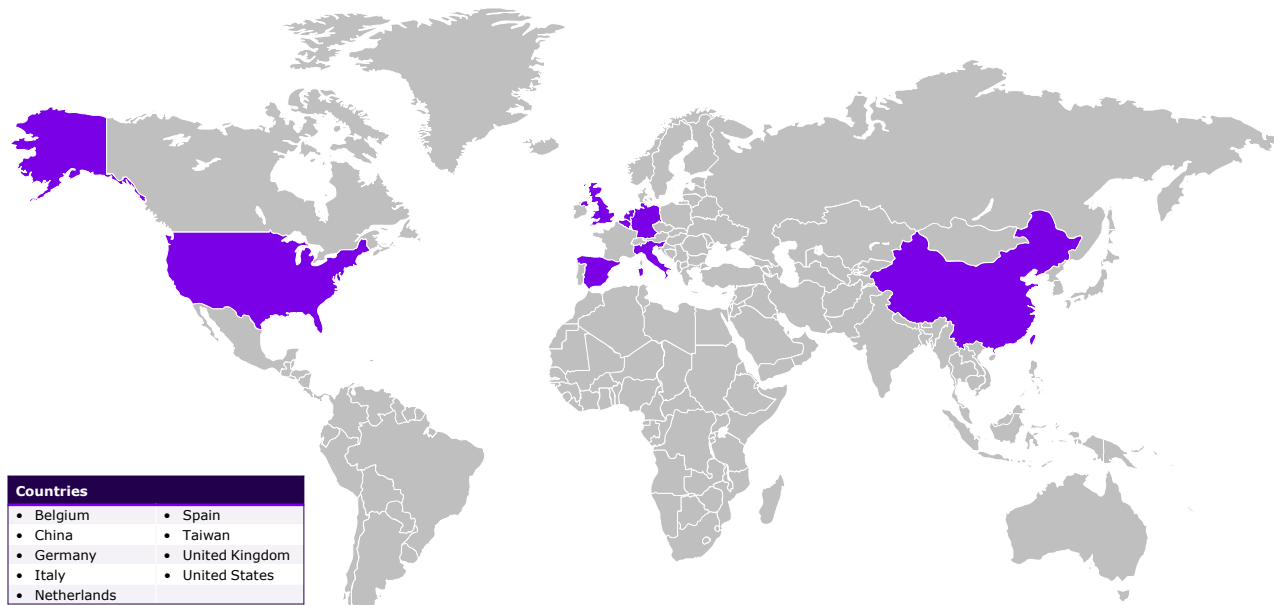 Countries
• Belgium
• China
• Germany
• Italy
• Netherlands
• Spain
• Taiwan
• United Kingdom
• United States